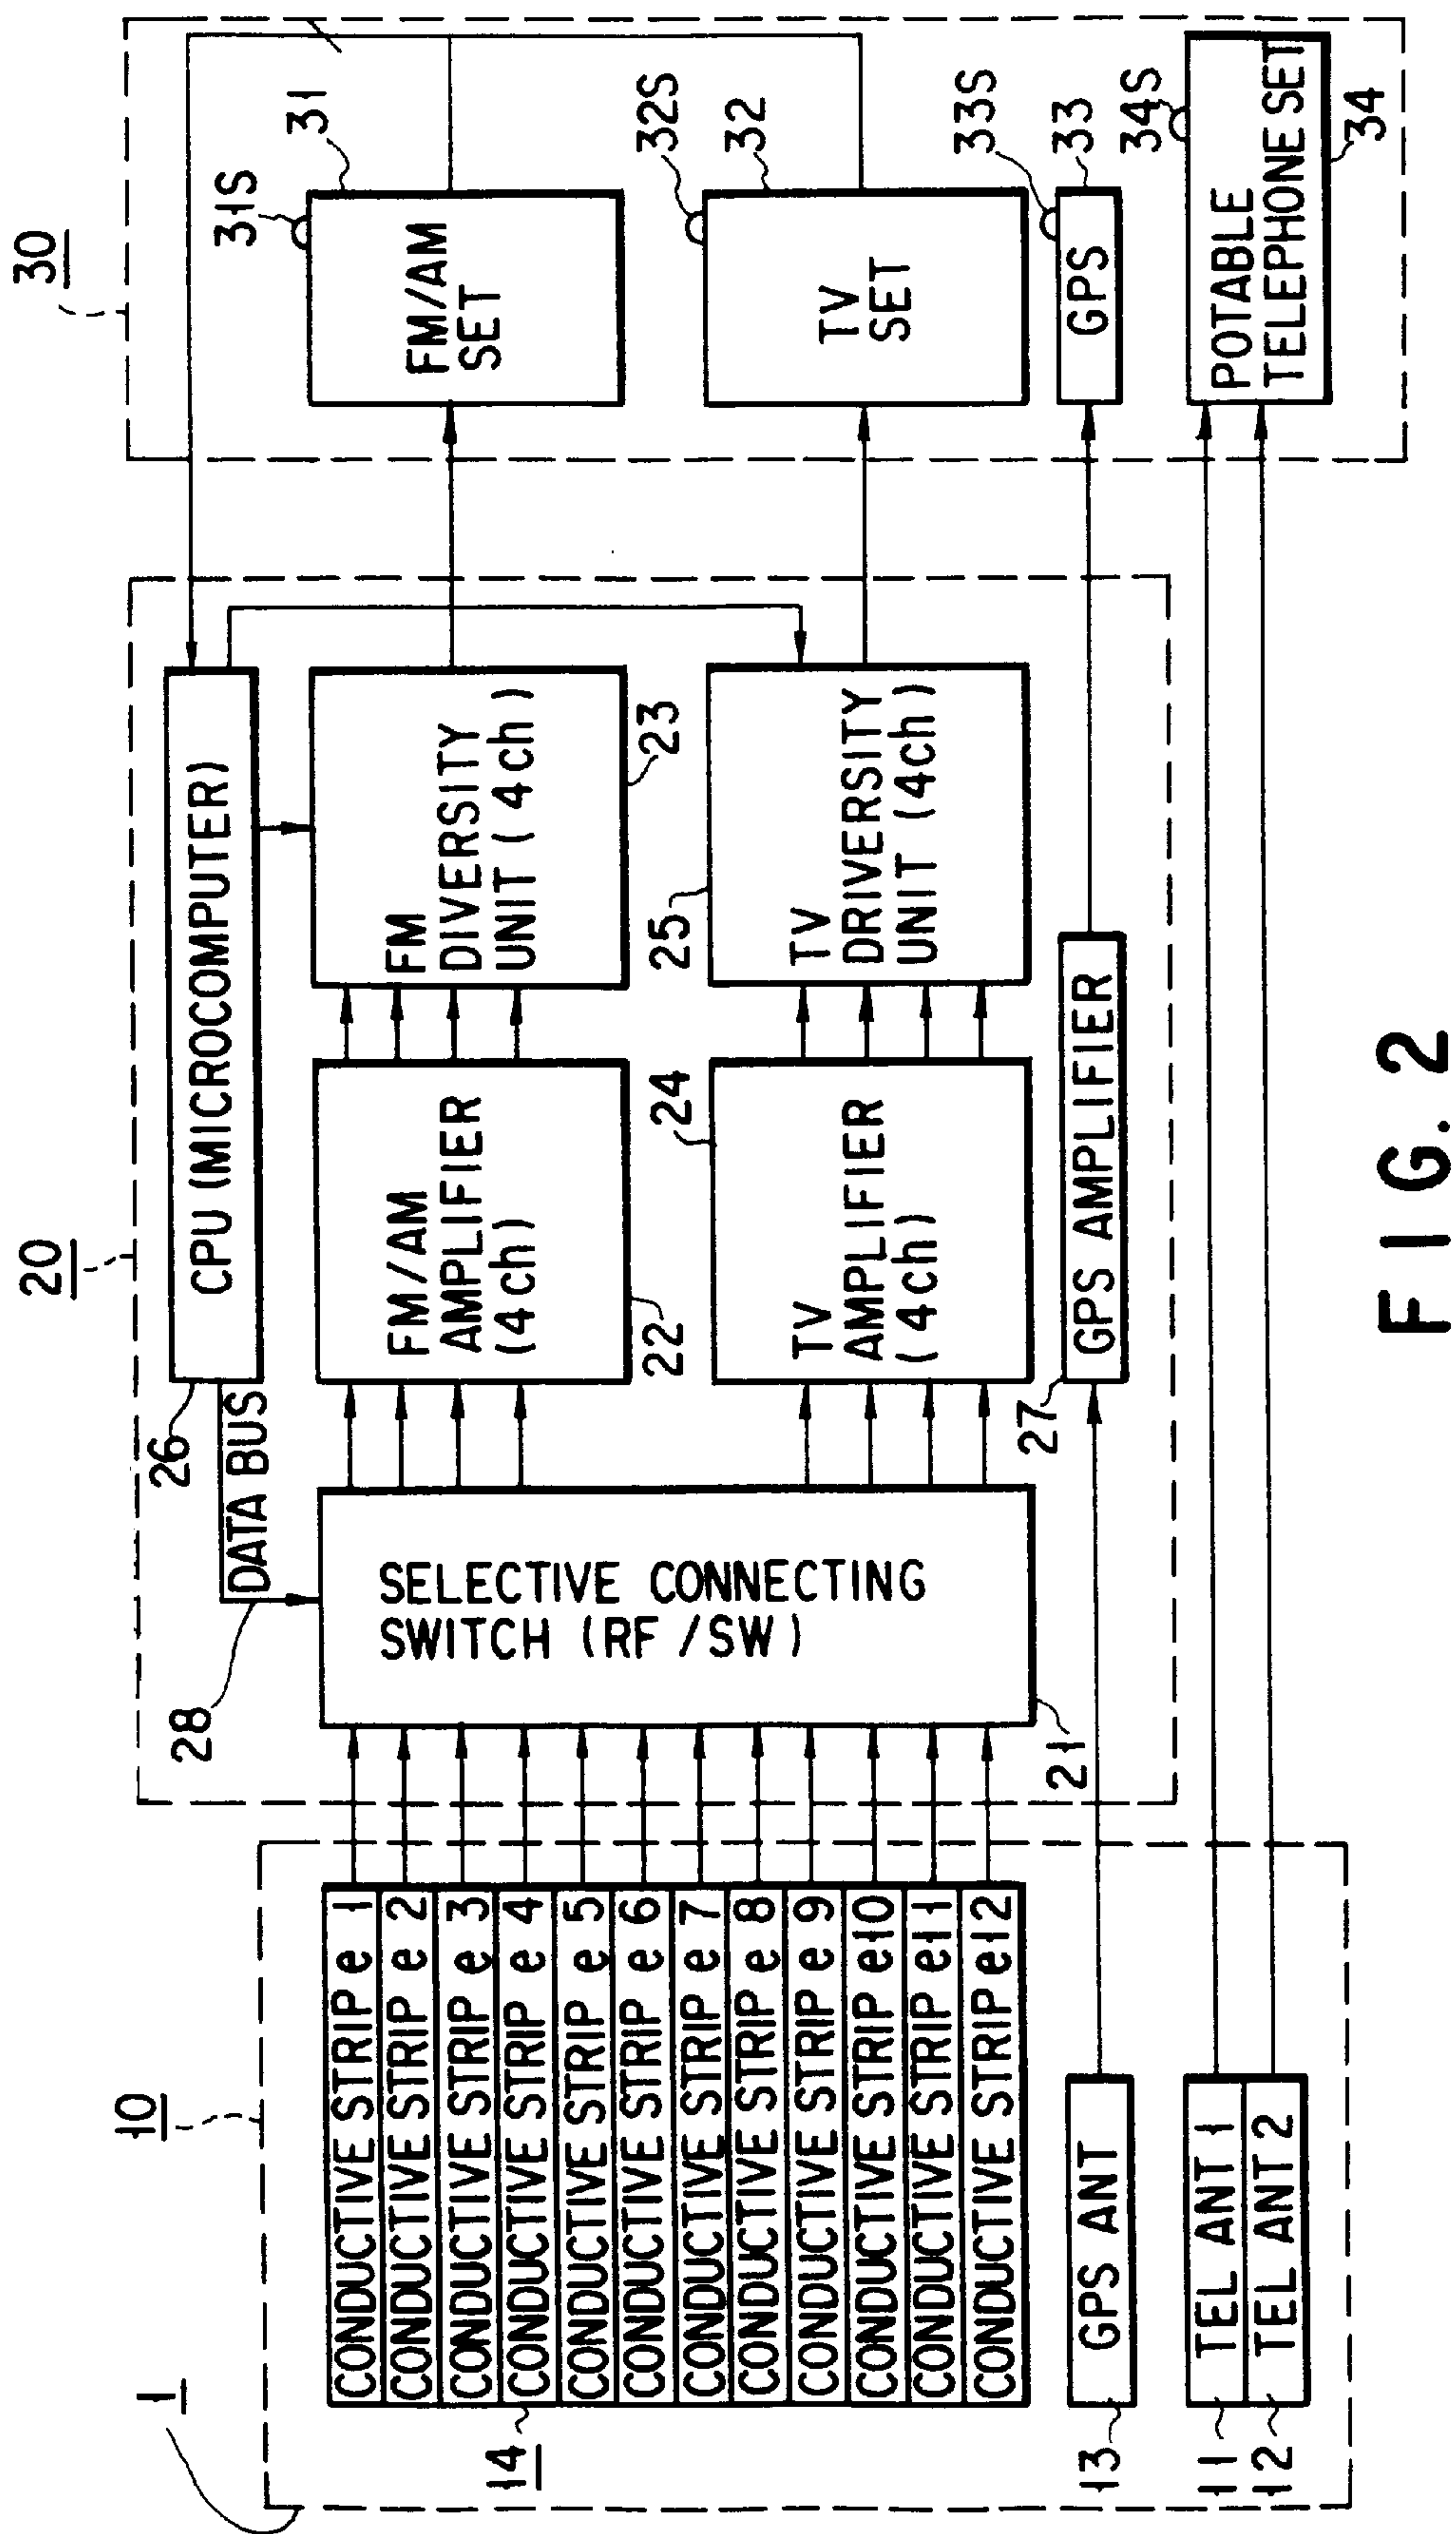 1
10
14
CONDUCTIVE STRIP e 1
CONDUCTIVE STRIP e 2
CONDUCTIVE STRIP e 3
CONDUCTIVE STRIP e 4
CONDUCTIVE STRIP e 5
CONDUCTIVE STRIP e 6
CONDUCTIVE STRIP e 7
CONDUCTIVE STRIP e 8
CONDUCTIVE STRIP e 9
CONDUCTIVE STRIP e10
CONDUCTIVE STRIP e11
CONDUCTIVE STRIP e12
13
GPS ANT
11
TEL ANT 1
12
TEL ANT 2
20
26
CPU (MICROCOMPUTER)
28
DATA BUS
SELECTIVE CONNECTING
SWITCH (RF/SW)
21
FM/AM
AMPLIFIER
(4ch)
22
FM
DIVERSITY
UNIT (4ch)
23
24
TV
AMPLIFIER
(4ch)
25
TV
DRIVERSITY
UNIT (4ch)
27
GPS AMPLIFIER
30
31S
31
FM/AM
SET
32S
32
TV
SET
33S
33
GPS
34S
POTABLE
TELEPHONE SET
34
FIG. 2